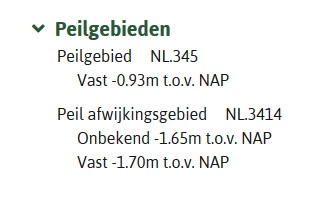 Peilgebieden
Peilgebied NL.345
Vast -0.93m t.o.v. NAP
Peil afwijkingsgebied NL.3414
Onbekend -1.65m t.o.v. NAP
Vast -1.70m t.o.v. NAP